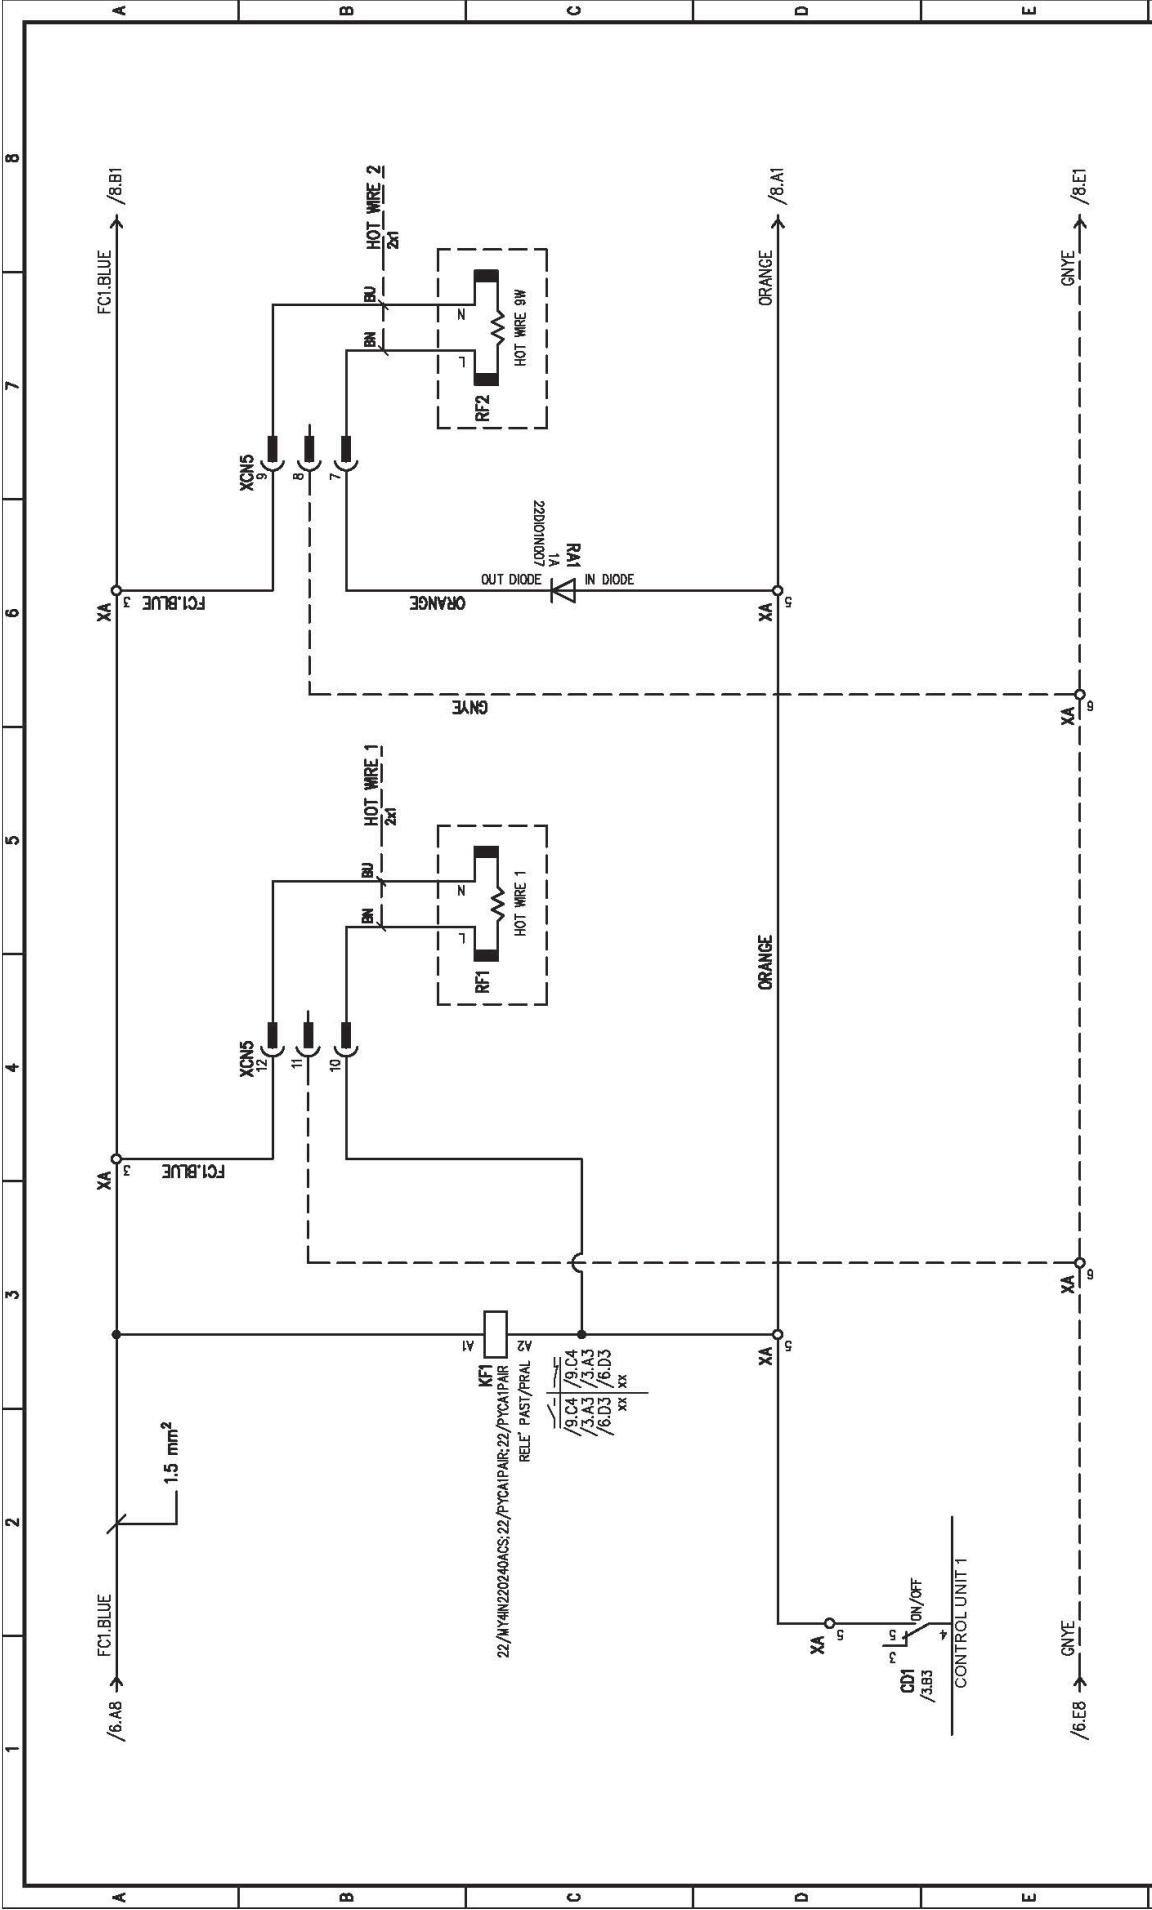 1 2 3 4 5 6 7 8
A
A
B
B
C
C
D
D
E
E
/6.A8
FC1.BLUE
1.5 mm²
XA
3
FC1.BLUE
XA
3
FC1.BLUE
FC1.BLUE
/8.B1
XCN5
12
11
10
BN
BU
HOT WIRE 1
2x1
L
N
RF1
HOT WIRE 1
XCN5
9
8
7
BN
BU
HOT WIRE 2
2x1
L
N
RF2
HOT WIRE 9W
A1
KF1
A2
22/MY4IN220240ACS;22/PYCA1PAIR;22/PYCA1PAIR
RELE' PAST/PRAL
/9.C4 /9.C4
/3.A3 /3.A3
/6.D3 /6.D3
xx xx
ORANGE
OUT DIODE
IN DIODE
RA1
1A
22DIO1N007
GNYE
XA
5
ORANGE
XA
5
ORANGE
/8.A1
XA
5
3
5
ON/OFF
4
CD1
/3.B3
CONTROL UNIT 1
/6.E8
GNYE
XA
6
XA
6
GNYE
/8.E1